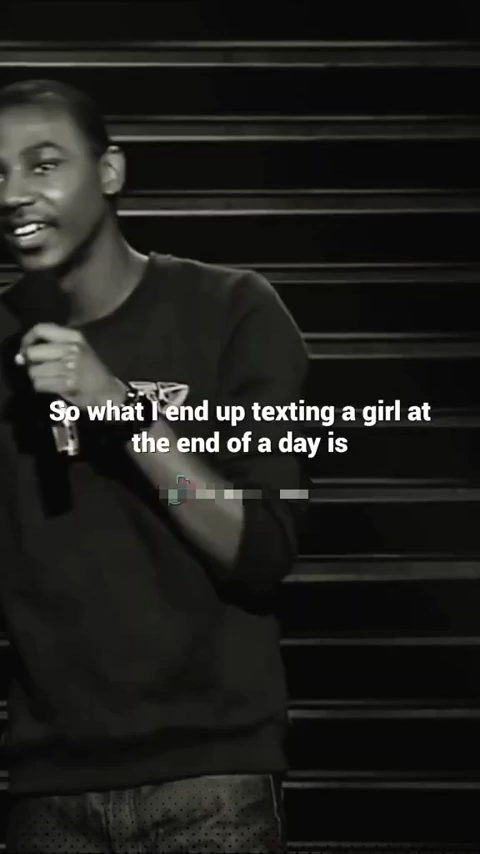 So what I end up texting a girl at
the end of a day is